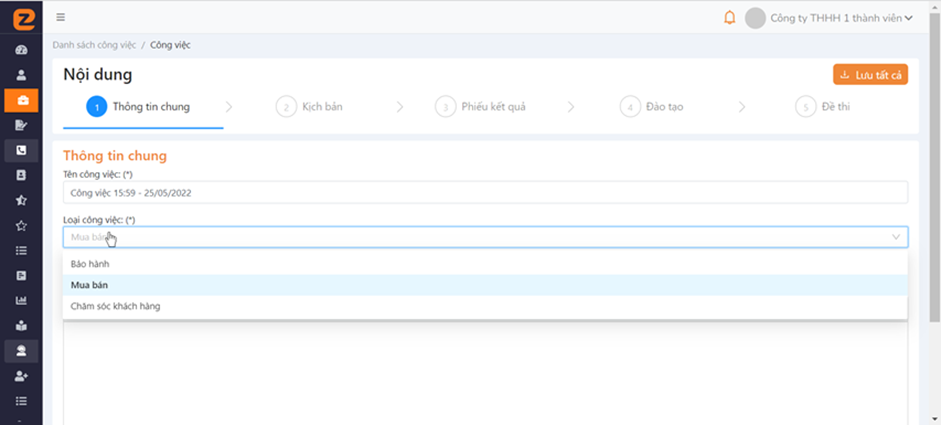 Công ty THHH 1 thành viên
Danh sách công việc / Công việc
Nội dung
Lưu tất cả
1 Thông tin chung
2 Kịch bản
3 Phiếu kết quả
4 Đào tạo
5 Đề thi
Thông tin chung
Tên công việc: (*)
Công việc 15:59 - 25/05/2022
Loại công việc: (*)
Mua bán
Bảo hành
Mua bán
Chăm sóc khách hàng